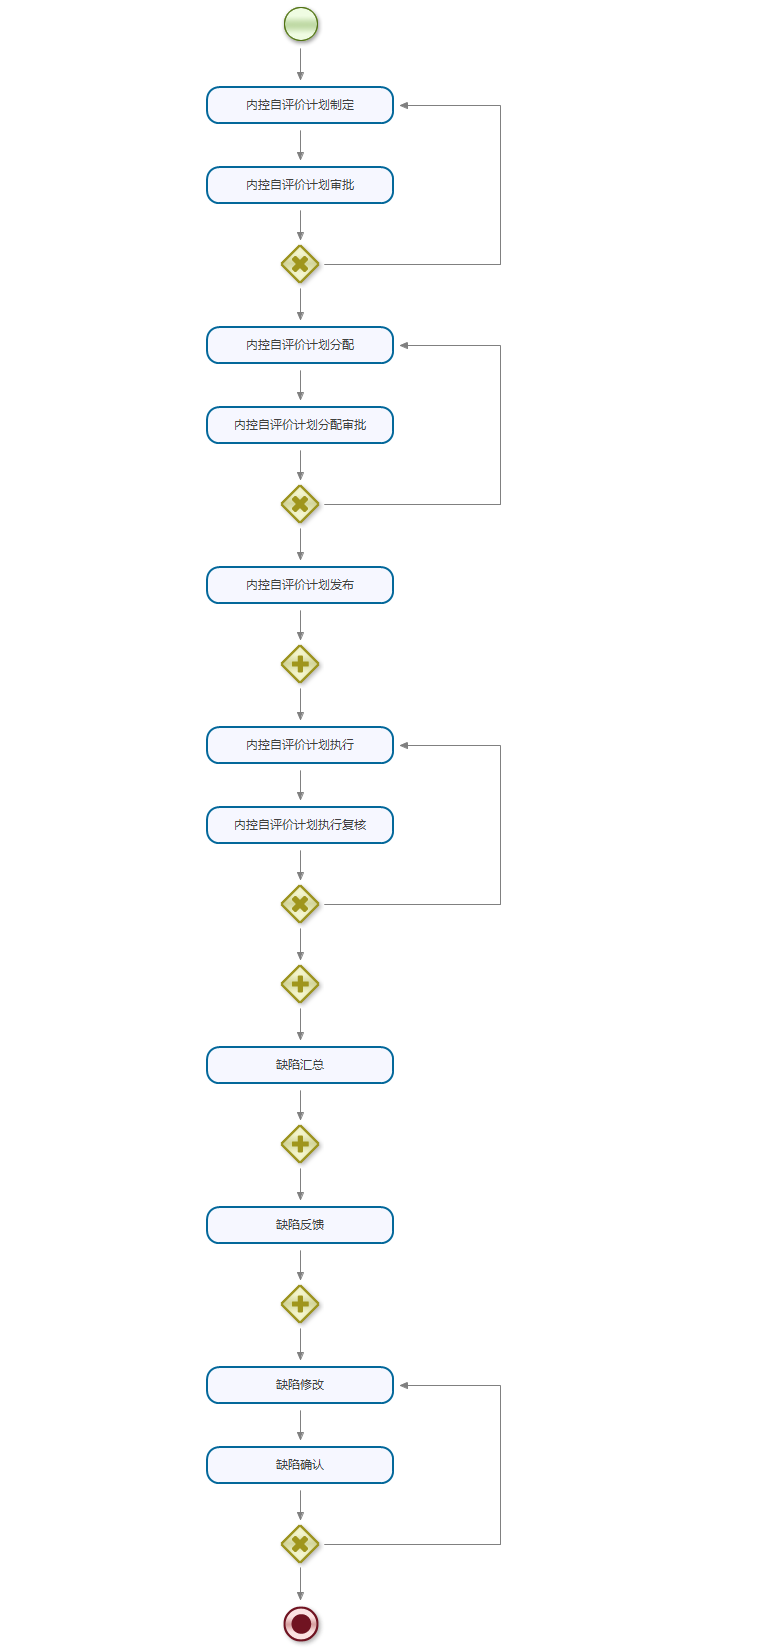 内控自评价计划制定
内控自评价计划审批
内控自评价计划分配
内控自评价计划分配审批
内控自评价计划发布
内控自评价计划执行
内控自评价计划执行复核
缺陷汇总
缺陷反馈
缺陷修改
缺陷确认